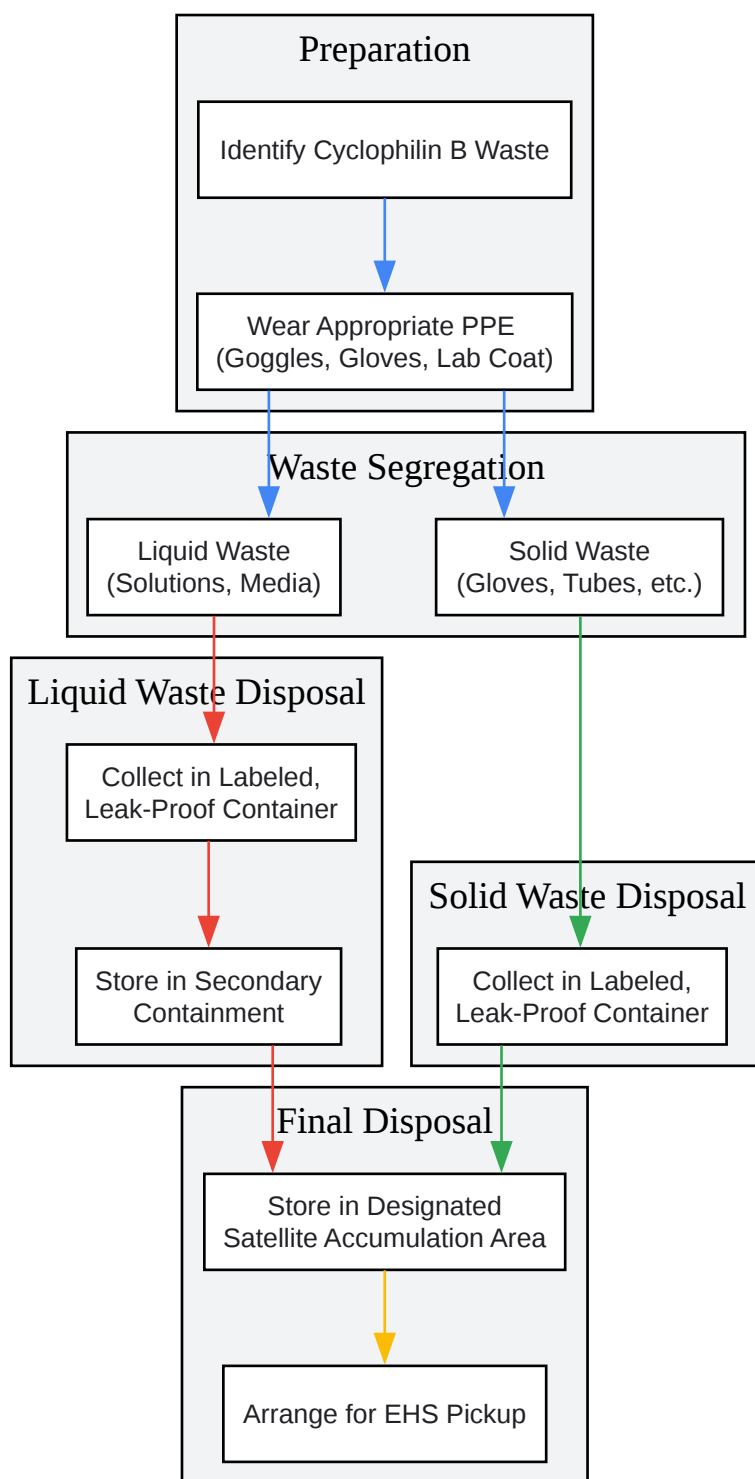 Preparation
Identify Cyclophilin B Waste
Wear Appropriate PPE
(Goggles, Gloves, Lab Coat)
Waste Segregation
Liquid Waste
(Solutions, Media)
Solid Waste
(Gloves, Tubes, etc.)
Liquid Waste Disposal
Collect in Labeled,
Leak-Proof Container
Store in Secondary
Containment
Solid Waste Disposal
Collect in Labeled,
Leak-Proof Container
Final Disposal
Store in Designated
Satellite Accumulation Area
Arrange for EHS Pickup